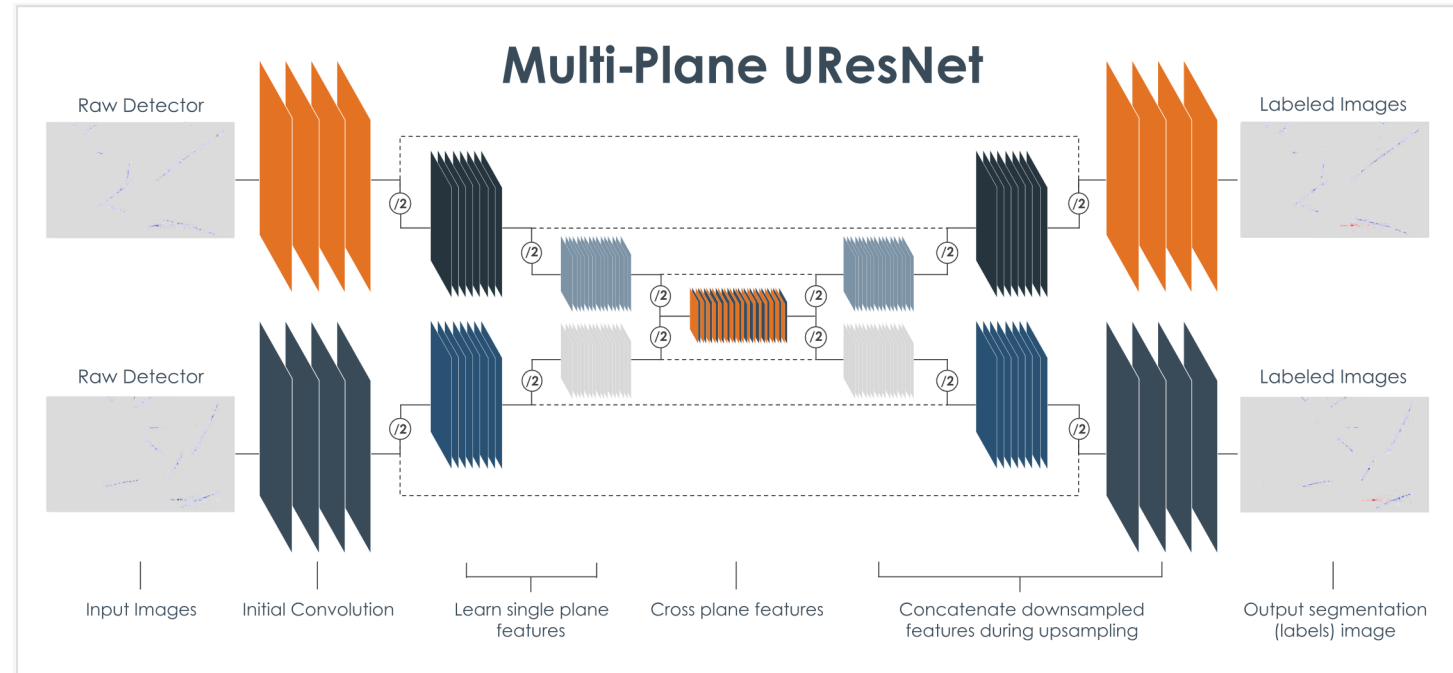 Multi-Plane UResNet
Raw Detector
Labeled Images
/2
/2
/2
/2
/2
/2
/2
/2
/2
/2
/2
/2
Raw Detector
Labeled Images
Input Images
Initial Convolution
Learn single plane
features
Cross plane features
Concatenate downsampled
features during upsampling
Output segmentation
(labels) image